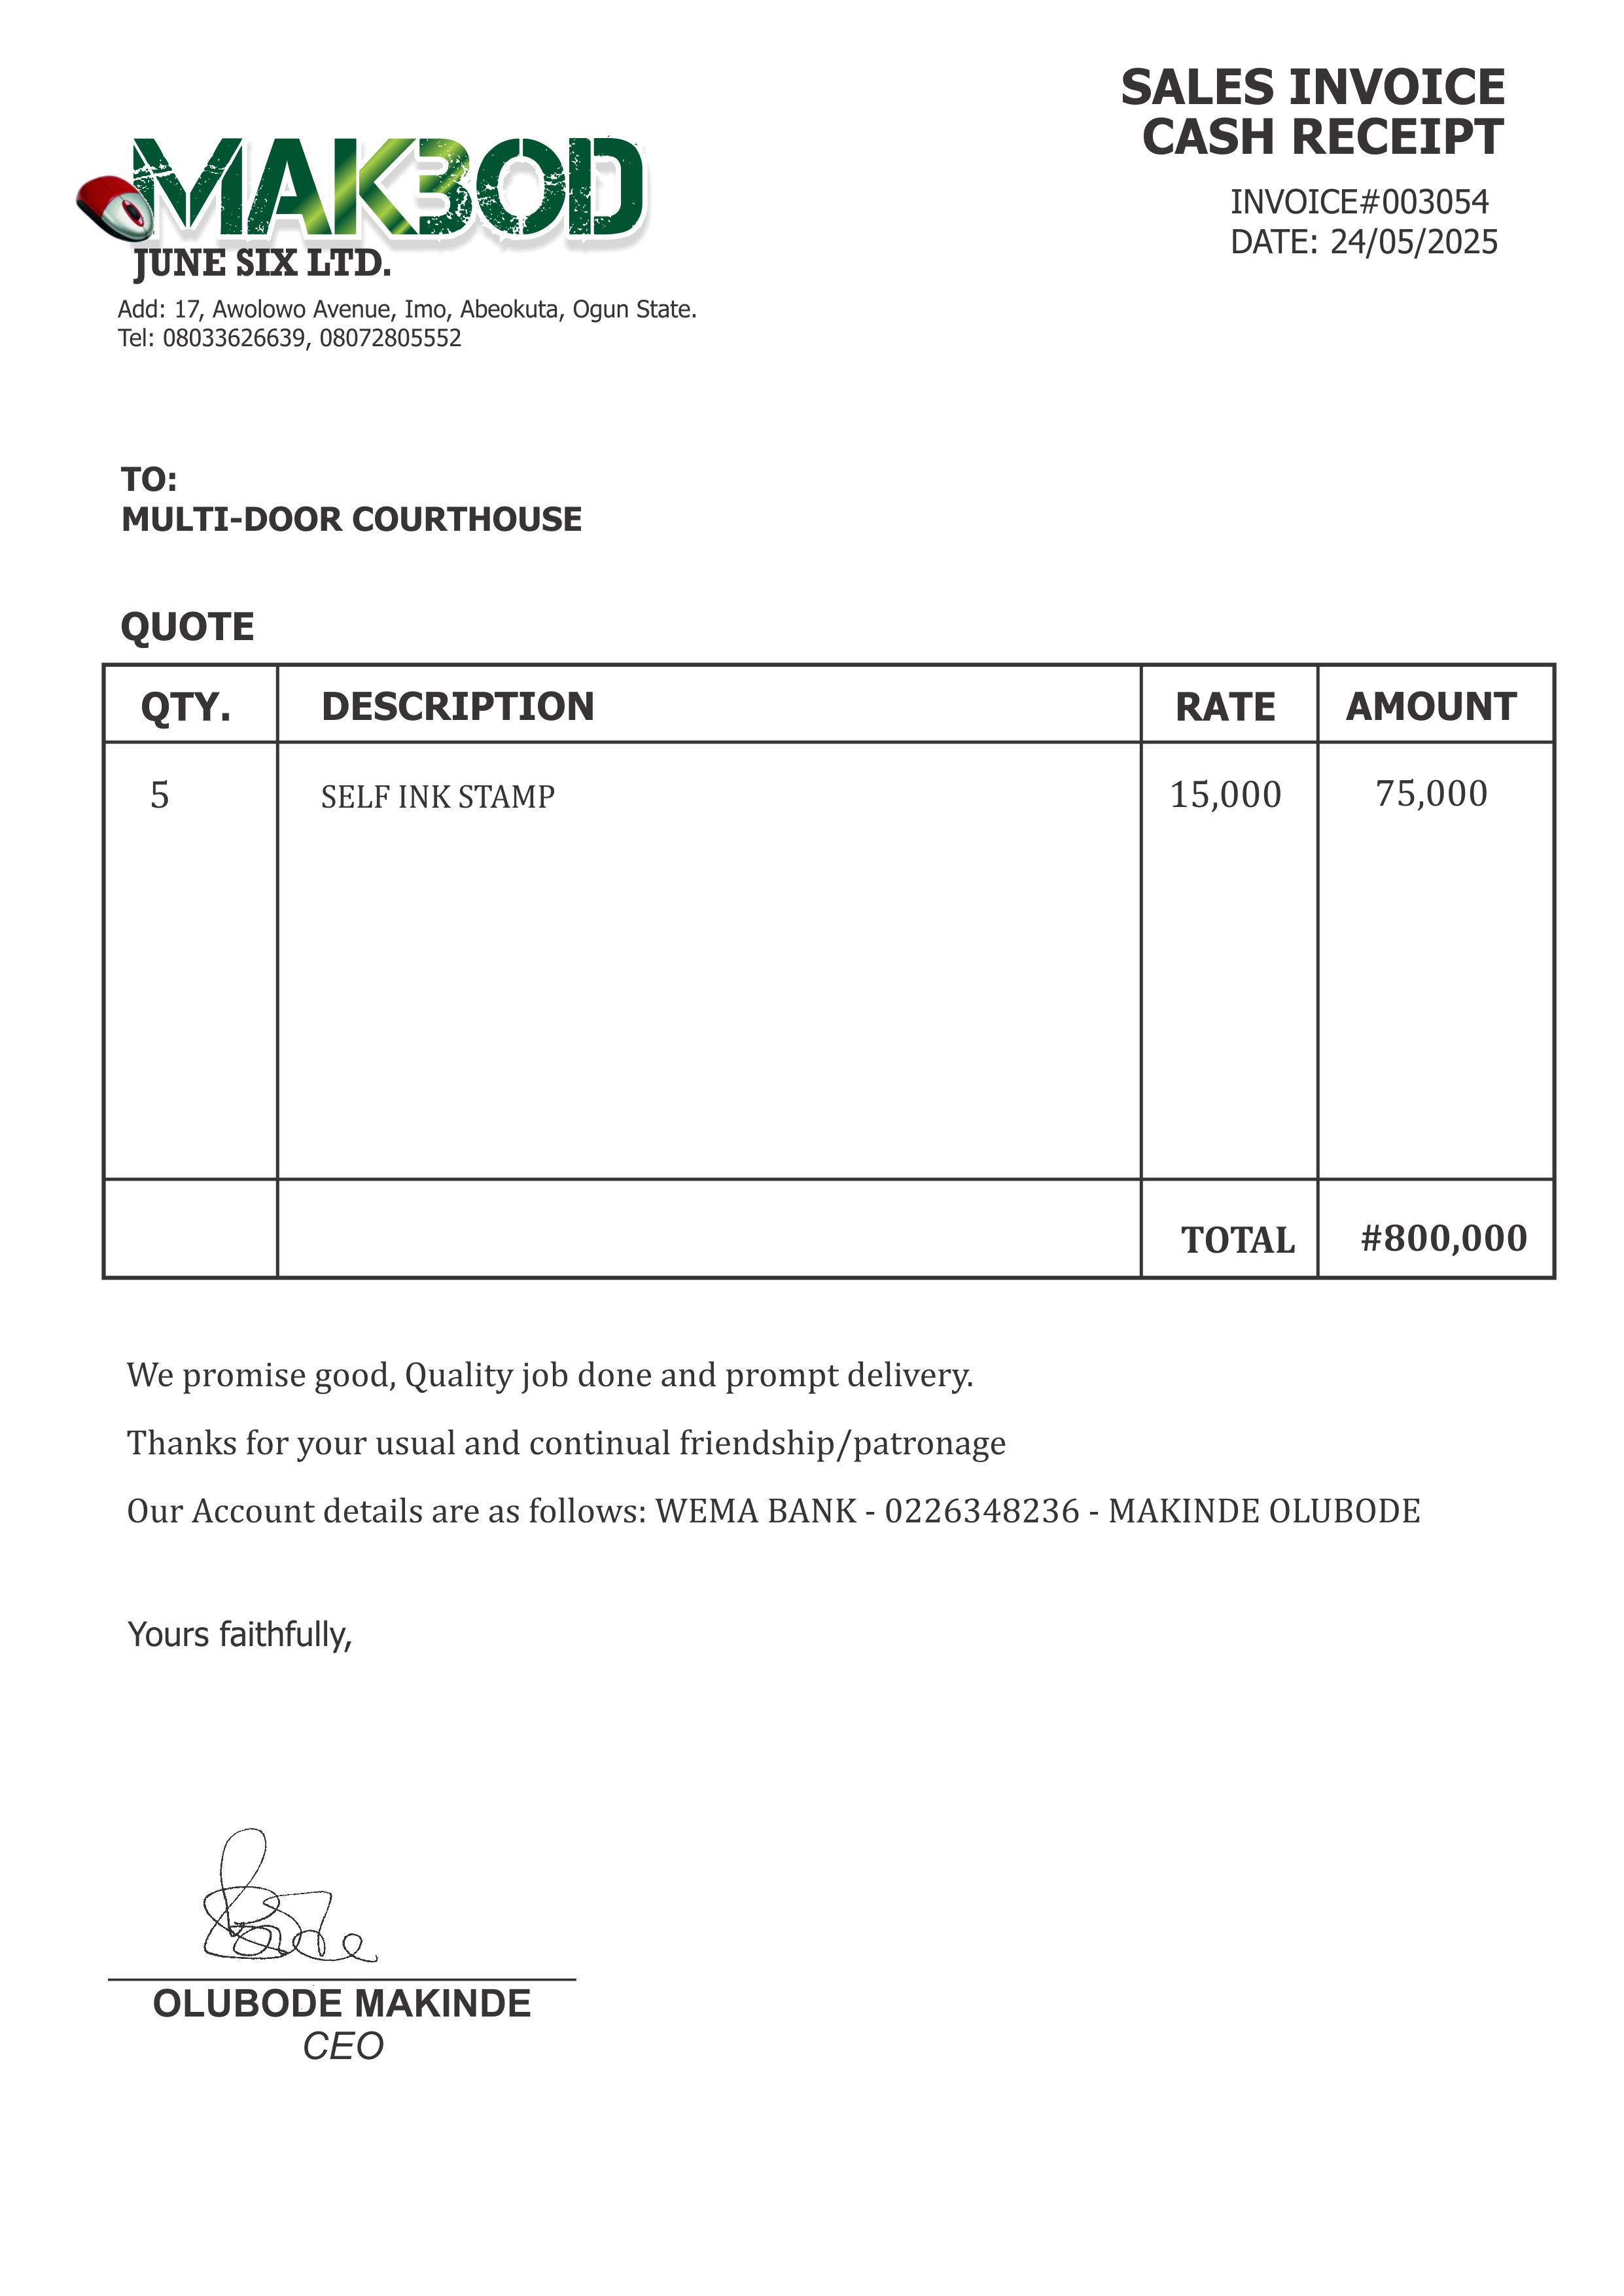 SALES INVOICE
CASH RECEIPT
INVOICE#003054
DATE: 24/05/2025
MAKBOD
JUNE SIX LTD.
Add: 17, Awolowo Avenue, Imo, Abeokuta, Ogun State.
Tel: 08033626639, 08072805552
TO:
MULTI-DOOR COURTHOUSE
QUOTE
QTY. DESCRIPTION RATE AMOUNT
5 SELF INK STAMP 15,000 75,000
TOTAL #800,000
We promise good, Quality job done and prompt delivery.
Thanks for your usual and continual friendship/patronage
Our Account details are as follows: WEMA BANK - 0226348236 - MAKINDE OLUBODE
Yours faithfully,
OLUBODE MAKINDE
CEO